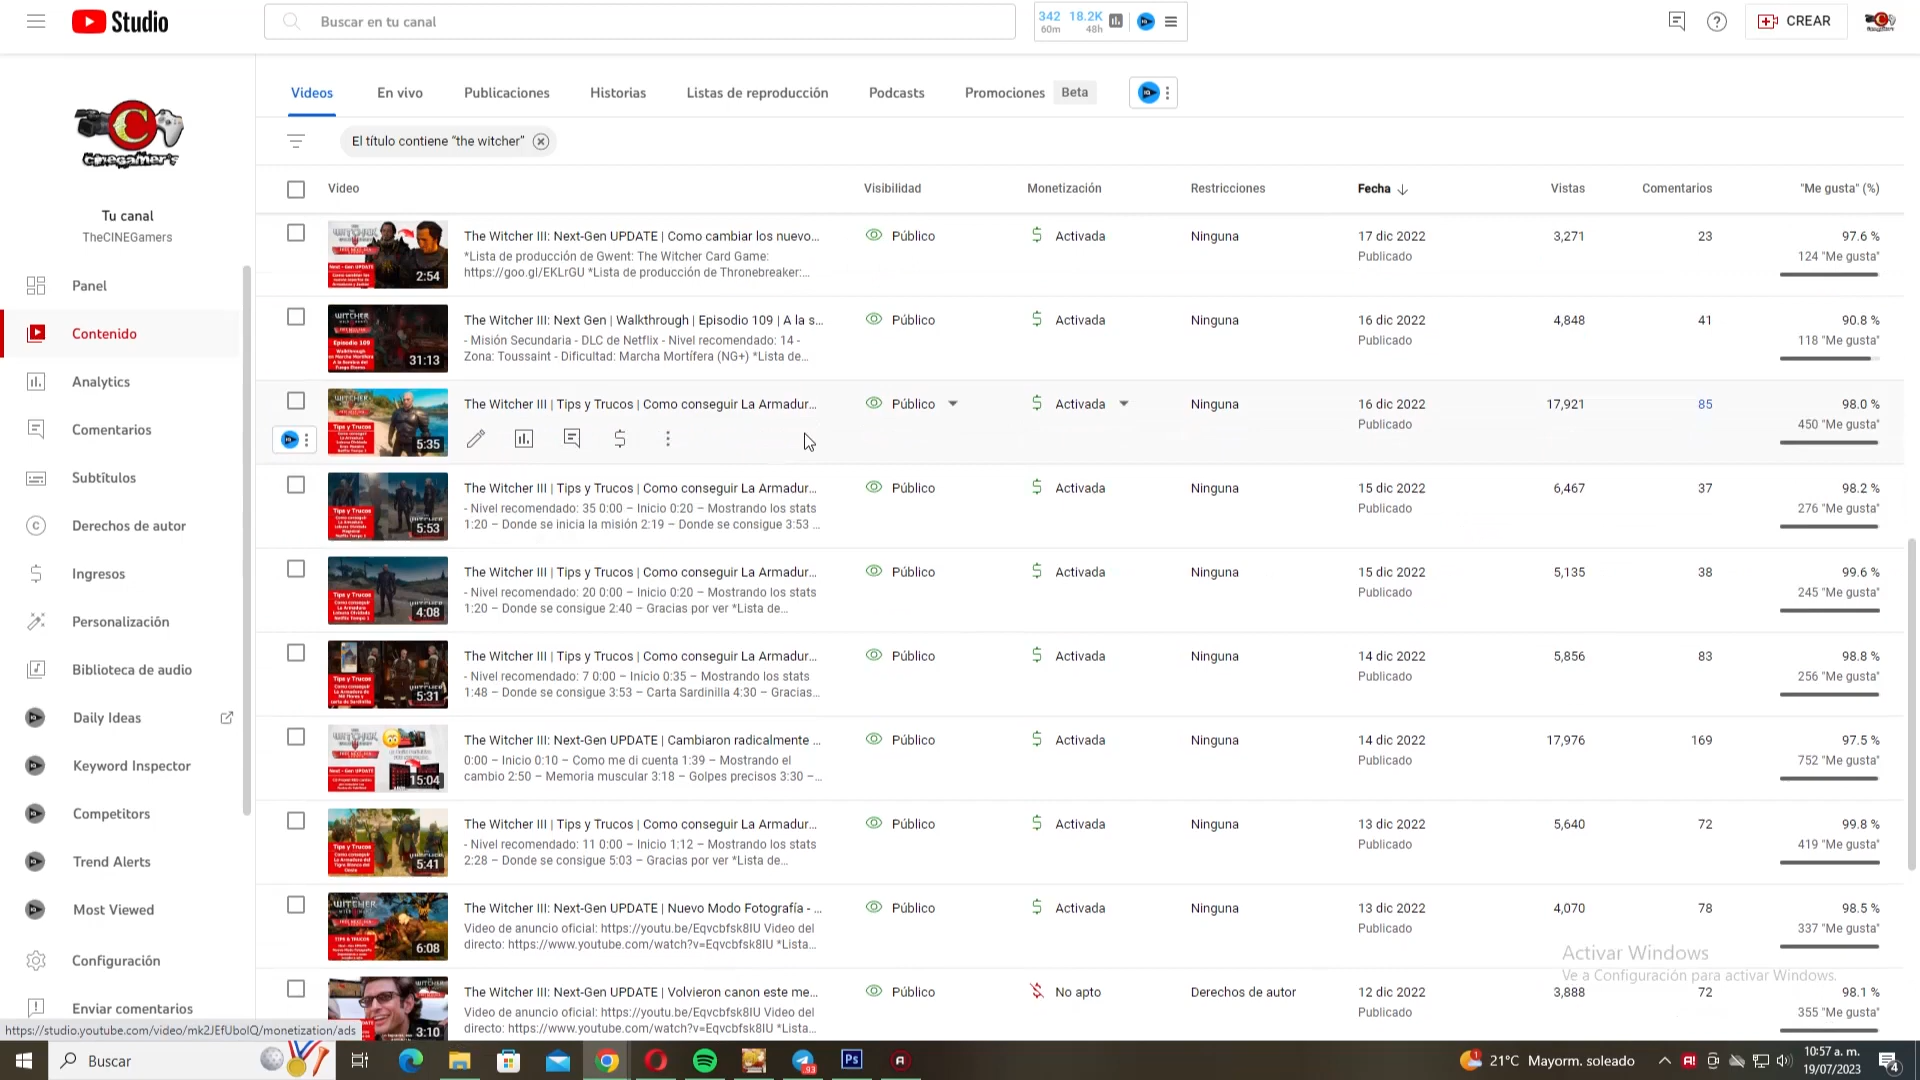 Studio
Buscar en tu canal
342 18.2K
60m 48h
CREAR
Videos En vivo Publicaciones Historias Listas de reproducción Podcasts Promociones Beta
El título contiene "the witcher"
Video Visibilidad Monetización Restricciones Fecha Vistas Comentarios "Me gusta" (%)
C
Cinegamer's
Tu canal
TheCINEGamers
Panel
Contenido
Analytics
Comentarios
Subtítulos
Derechos de autor
Ingresos
Personalización
Biblioteca de audio
Daily Ideas
Keyword Inspector
Competitors
Trend Alerts
Most Viewed
Configuración
Enviar comentarios
2:54
The Witcher III: Next-Gen UPDATE | Como cambiar los nuevo... Público Activada Ninguna 17 dic 2022 3,271 23 97.6 %
*Lista de producción de Gwent: The Witcher Card Game: Publicado 124 "Me gusta"
https://goo.gl/EKLrGU *Lista de producción de Thronebreaker:...
Episodio 109
31:13
The Witcher III: Next Gen | Walkthrough | Episodio 109 | A la s... Público Activada Ninguna 16 dic 2022 4,848 41 90.8 %
- Misión Secundaria - DLC de Netflix - Nivel recomendado: 14 - Publicado 118 "Me gusta"
Zona: Toussaint - Dificultad: Marcha Mortífera (NG+) *Lista de...
Tips y Trucos
5:35
The Witcher III | Tips y Trucos | Como conseguir La Armadur... Público Activada Ninguna 16 dic 2022 17,921 85 98.0 %
Publicado 450 "Me gusta"
Tips y Trucos
5:53
The Witcher III | Tips y Trucos | Como conseguir La Armadur... Público Activada Ninguna 15 dic 2022 6,467 37 98.2 %
- Nivel recomendado: 35 0:00 – Inicio 0:20 – Mostrando los stats Publicado 276 "Me gusta"
1:20 – Donde se inicia la misión 2:19 – Donde se consigue 3:53 ...
Tips y Trucos
4:08
The Witcher III | Tips y Trucos | Como conseguir La Armadur... Público Activada Ninguna 15 dic 2022 5,135 38 99.6 %
- Nivel recomendado: 20 0:00 – Inicio 0:20 – Mostrando los stats Publicado 245 "Me gusta"
1:20 – Donde se consigue 2:40 – Gracias por ver *Lista de...
Tips y Trucos
5:31
The Witcher III | Tips y Trucos | Como conseguir La Armadur... Público Activada Ninguna 14 dic 2022 5,856 83 98.8 %
- Nivel recomendado: 7 0:00 – Inicio 0:35 – Mostrando los stats Publicado 256 "Me gusta"
1:48 – Donde se consigue 3:53 – Carta Sardinilla 4:30 – Gracias...
15:04
The Witcher III: Next-Gen UPDATE | Cambiaron radicalmente ... Público Activada Ninguna 14 dic 2022 17,976 169 97.5 %
0:00 – Inicio 0:10 – Como me di cuenta 1:39 – Mostrando el Publicado 752 "Me gusta"
cambio 2:50 – Memoria muscular 3:18 – Golpes precisos 3:30 –...
Tips y Trucos
5:41
The Witcher III | Tips y Trucos | Como conseguir La Armadur... Público Activada Ninguna 13 dic 2022 5,640 72 99.8 %
- Nivel recomendado: 11 0:00 – Inicio 1:12 – Mostrando los stats Publicado 419 "Me gusta"
2:28 – Donde se consigue 5:03 – Gracias por ver *Lista de...
WITCHER
TIPS & TRUCOS
6:08
The Witcher III: Next-Gen UPDATE | Nuevo Modo Fotografía - ... Público Activada Ninguna 13 dic 2022 4,070 78 98.5 %
Video de anuncio oficial: https://youtu.be/Eqvcbfsk8IU Video del Publicado 337 "Me gusta"
directo: https://www.youtube.com/watch?v=Eqvcbfsk8IU *Lista...
3:10
The Witcher III: Next-Gen UPDATE | Volvieron canon este me... Público No apto Derechos de autor 12 dic 2022 3,888 72 98.1 %
Video de anuncio oficial: https://youtu.be/Eqvcbfsk8IU Video del Publicado 355 "Me gusta"
directo: https://www.youtube.com/watch?v=Eqvcbfsk8IU *Lista...
Activar Windows
Ve a Configuración para activar Windows.
https://studio.youtube.com/video/mk2JEfUbolQ/monetization/ads
Buscar
93
Ps
21°C Mayorm. soleado
10:57 a. m.
19/07/2023
4